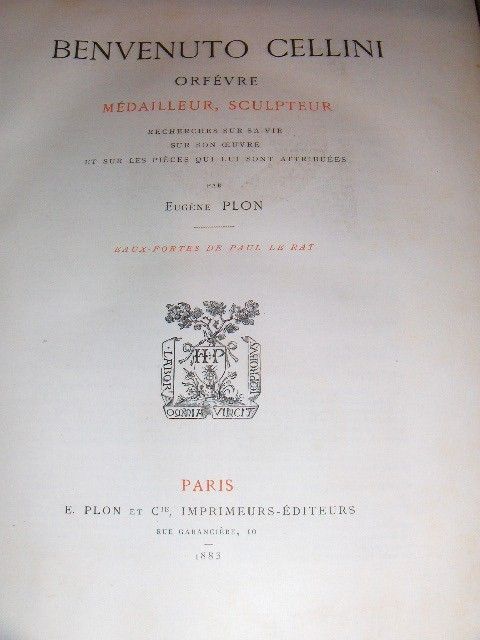 BENVENUTO CELLINI
ORFÉVRE
MÉDAILLEUR, SCULPTEUR
RECHERCHES SUR SA VIE
SUR SON ŒUVRE
ET SUR LES PIÈCES QUI LUI SONT ATTRIBUÉES
PAR
EUGÈNE PLON
EAUX-FORTES DE PAUL LE RAT
LABOR
H P
IMPROBVS
OMNIA VINCIT
PARIS
E. PLON ET Cie, IMPRIMEURS-ÉDITEURS
RUE GARANCIÈRE, 10
1883